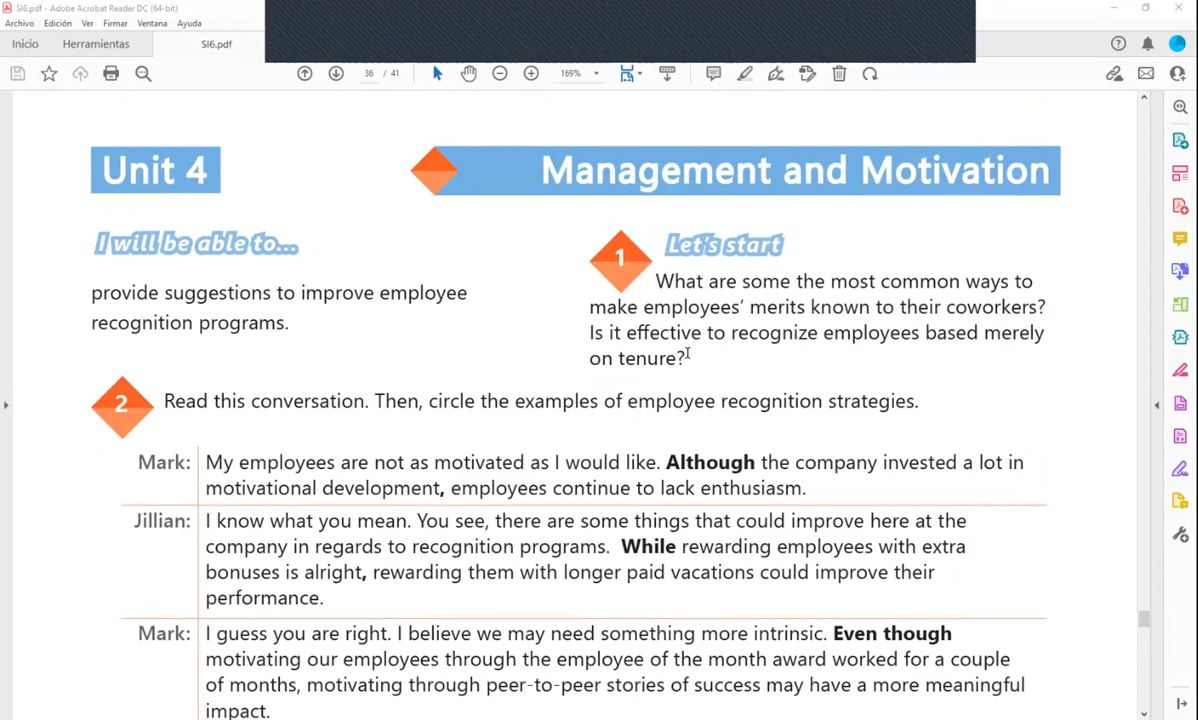 SI6.pdf - Adobe Acrobat Reader DC (64-bit)
Archivo Edición Ver Firmar Ventana Ayuda
Inicio Herramientas SI6.pdf
36 / 41 169%
Unit 4 Management and Motivation
I will be able to...
provide suggestions to improve employee
recognition programs.
1 Let's start
What are some the most common ways to
make employees' merits known to their coworkers?
Is it effective to recognize employees based merely
on tenure?
2 Read this conversation. Then, circle the examples of employee recognition strategies.
Mark: My employees are not as motivated as I would like. Although the company invested a lot in
motivational development, employees continue to lack enthusiasm.
Jillian: I know what you mean. You see, there are some things that could improve here at the
company in regards to recognition programs. While rewarding employees with extra
bonuses is alright, rewarding them with longer paid vacations could improve their
performance.
Mark: I guess you are right. I believe we may need something more intrinsic. Even though
motivating our employees through the employee of the month award worked for a couple
of months, motivating through peer-to-peer stories of success may have a more meaningful
impact.